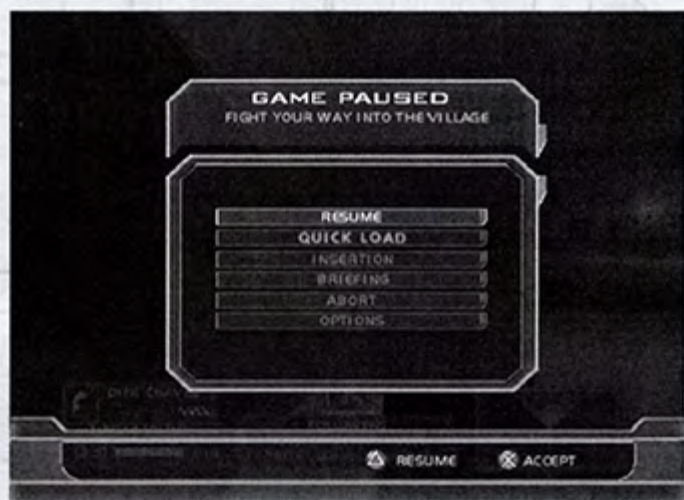 GAME PAUSED
FIGHT YOUR WAY INTO THE VILLAGE
RESUME
QUICK LOAD
INSERTION
BRIEFING
ABORT
OPTIONS
RESUME ACCEPT